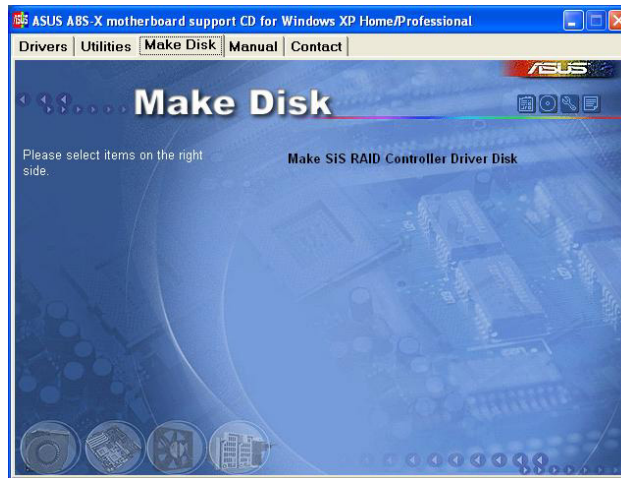 ASUS A8S-X motherboard support CD for Windows XP Home/Professional
Drivers Utilities Make Disk Manual Contact
ASUS
Make Disk
Please select items on the right
side.
Make SiS RAID Controller Driver Disk